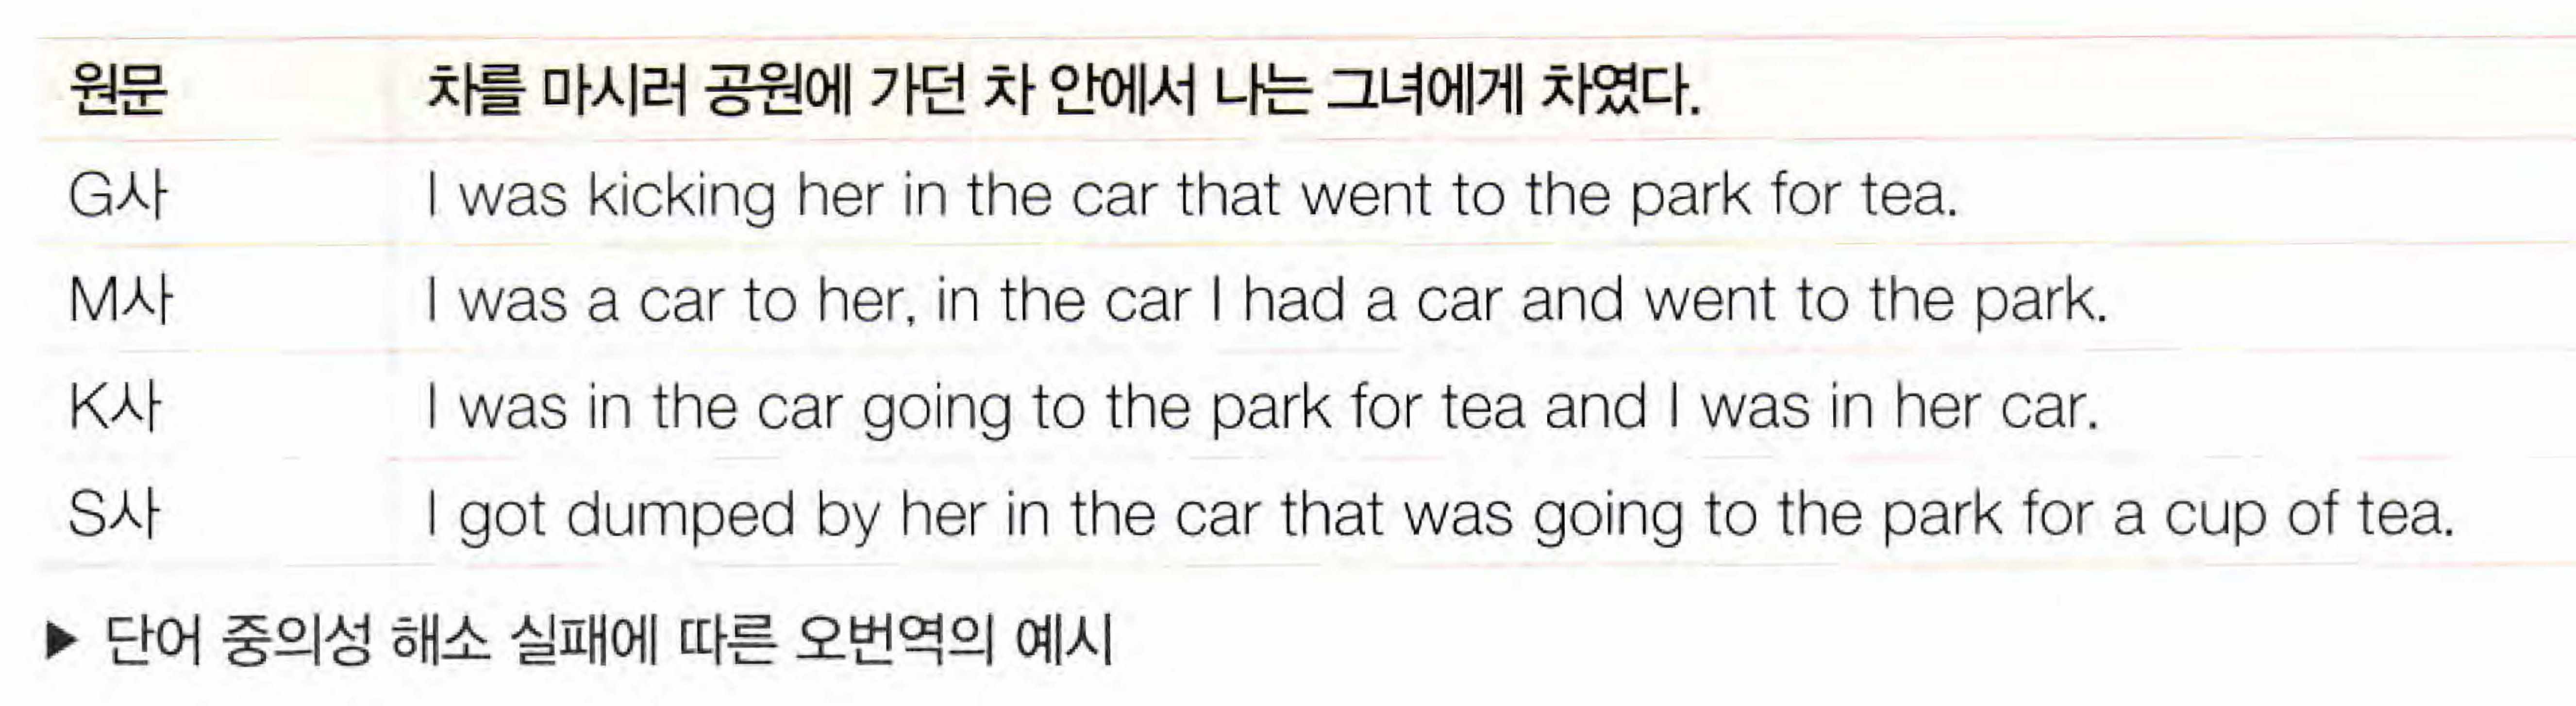 원문 차를 마시러 공원에 가던 차 안에서 나는 그녀에게 차였다.
G사 I was kicking her in the car that went to the park for tea.
M사 I was a car to her, in the car I had a car and went to the park.
K사 I was in the car going to the park for tea and I was in her car.
S사 I got dumped by her in the car that was going to the park for a cup of tea.
▶ 단어 중의성 해소 실패에 따른 오번역의 예시